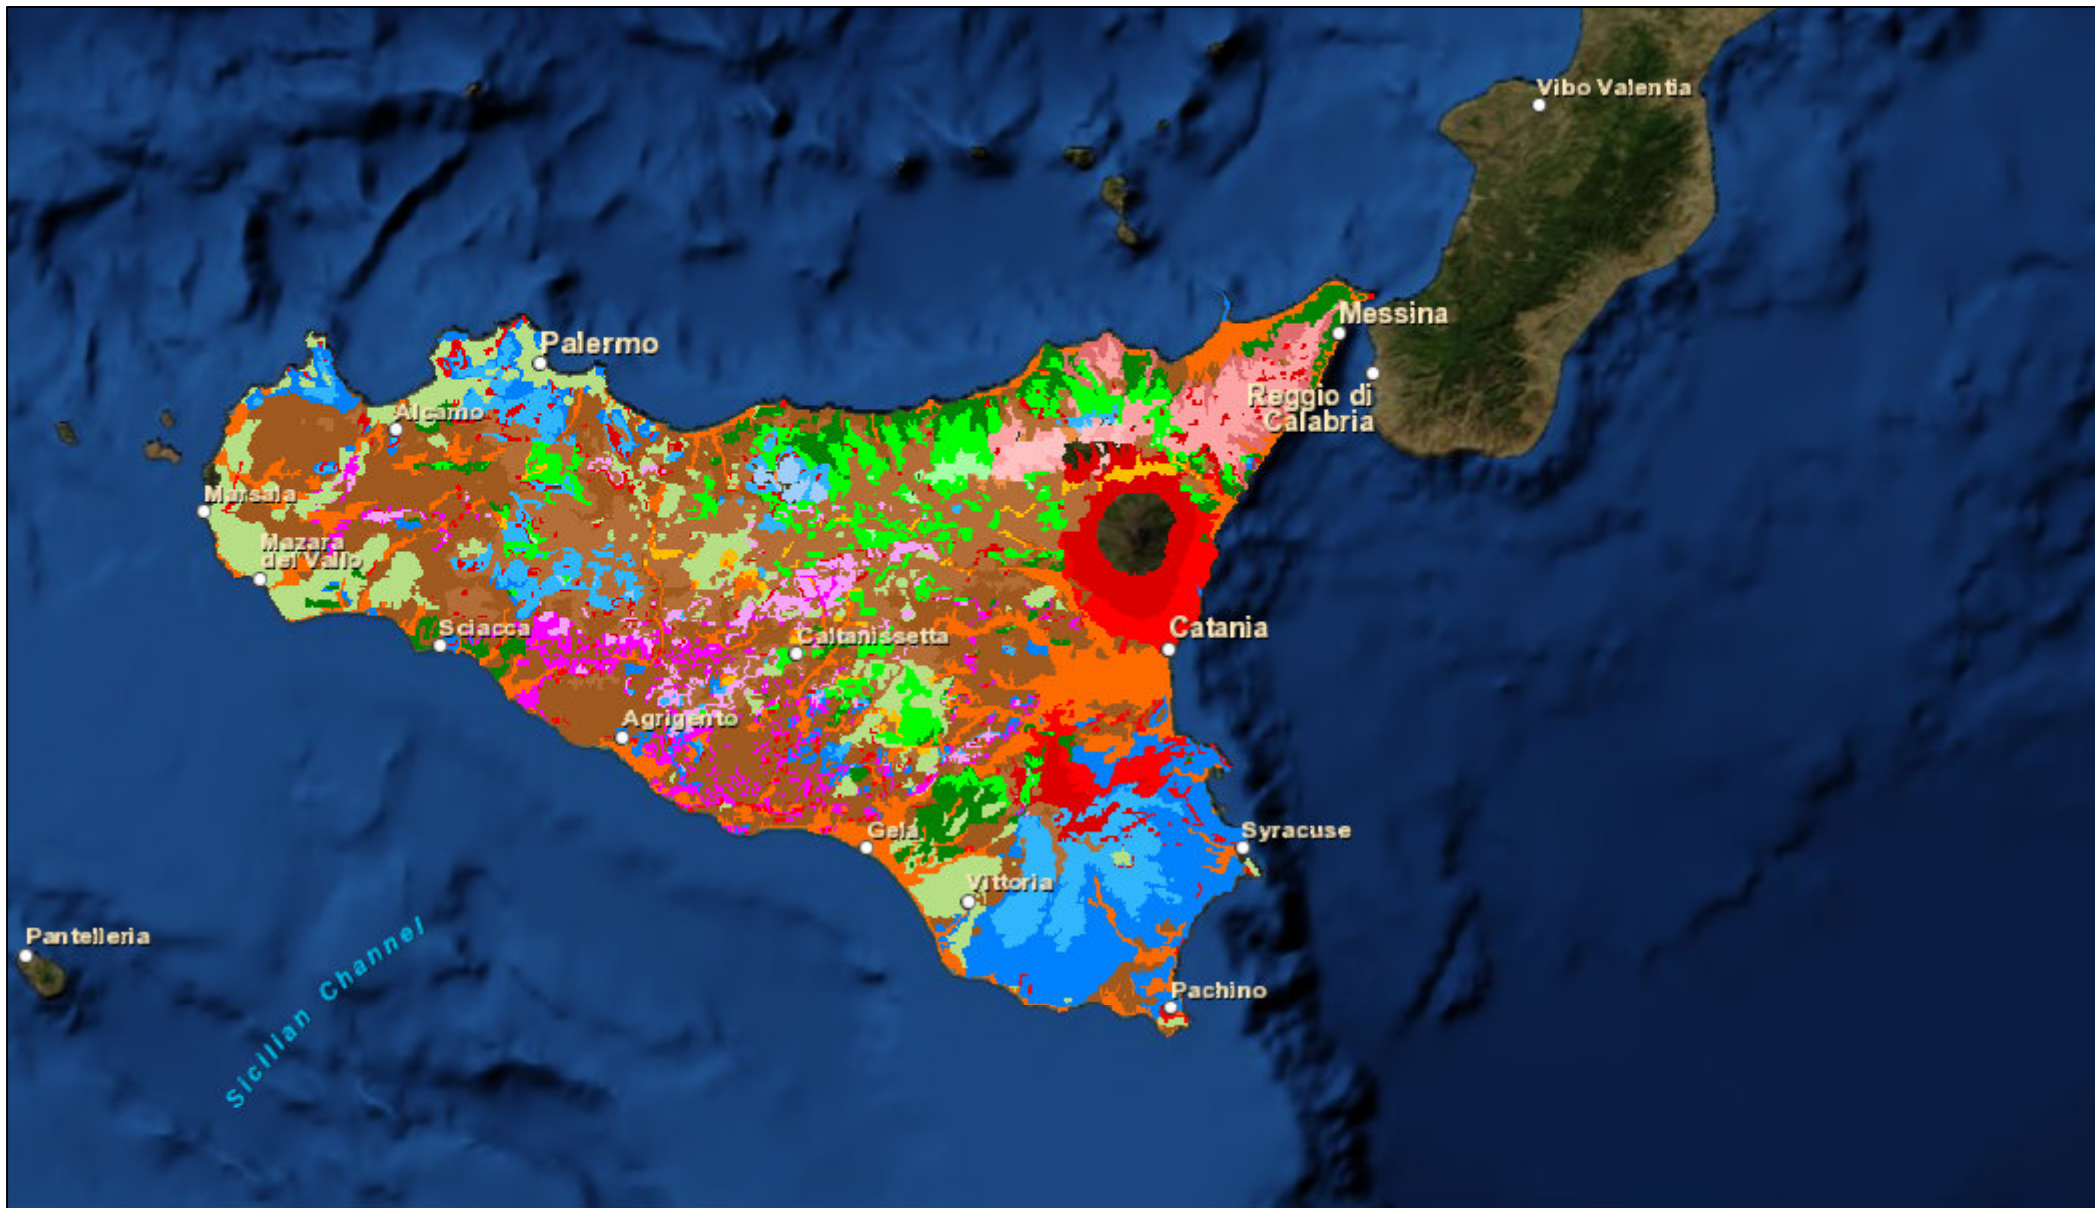 Vibo Valentia
Messina
Palermo
Reggio di
Calabria
Alcamo
Marsala
Mazara
del Vallo
Sciacca
Caltanissetta
Catania
Agrigento
Gela
Syracuse
Vittoria
Pantelleria
Sicilian Channel
Pachino